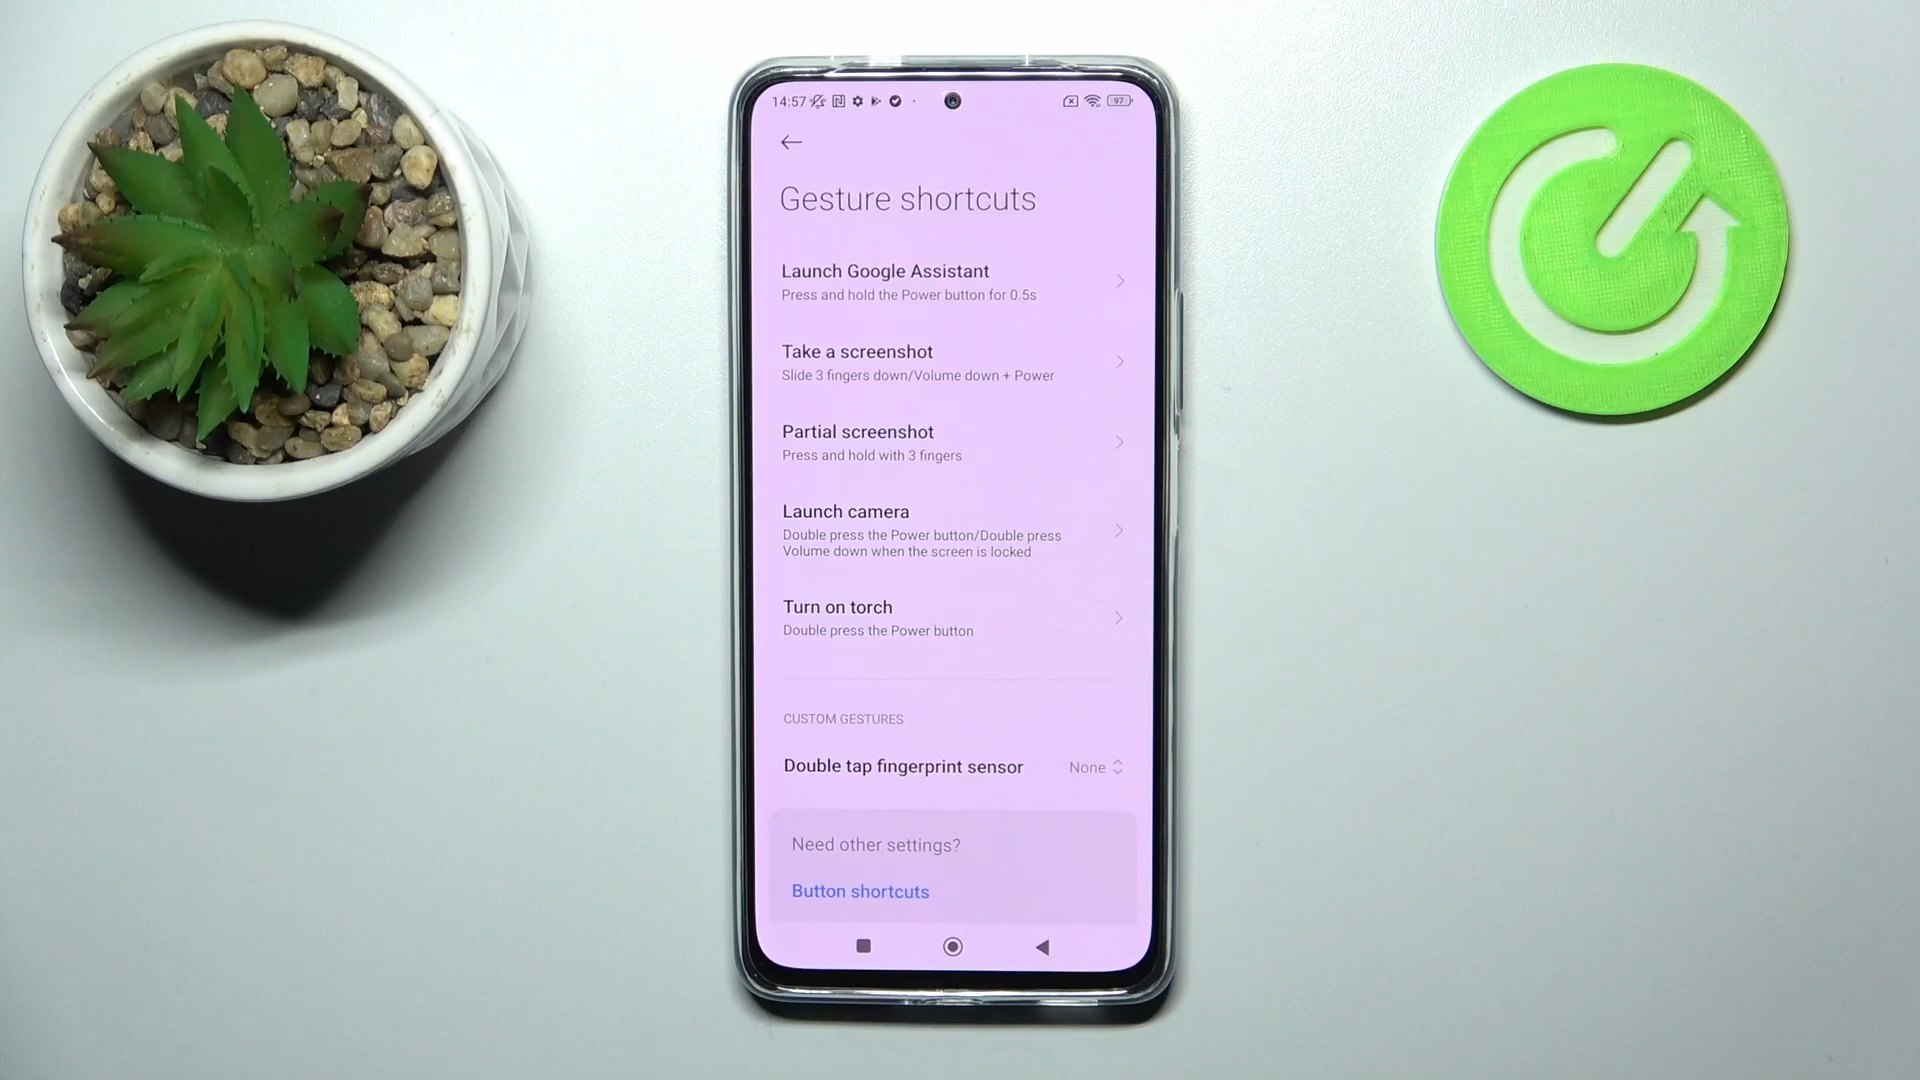 14:57
97
Gesture shortcuts
Launch Google Assistant
Press and hold the Power button for 0.5s
Take a screenshot
Slide 3 fingers down/Volume down + Power
Partial screenshot
Press and hold with 3 fingers
Launch camera
Double press the Power button/Double press
Volume down when the screen is locked
Turn on torch
Double press the Power button
CUSTOM GESTURES
Double tap fingerprint sensor
None
Need other settings?
Button shortcuts